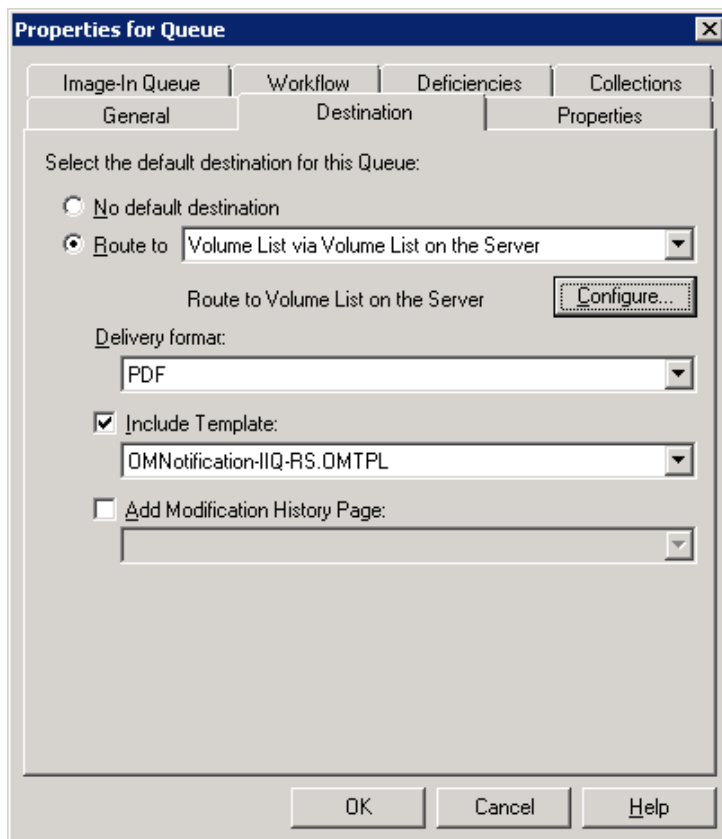 Properties for Queue
Image-In Queue Workflow Deficiencies Collections
General Destination Properties
Select the default destination for this Queue:
No default destination
Route to Volume List via Volume List on the Server
Route to Volume List on the Server Configure...
Delivery format:
PDF
Include Template:
OMNotification-IIQ-RS.OMTPL
Add Modification History Page:
OK Cancel Help